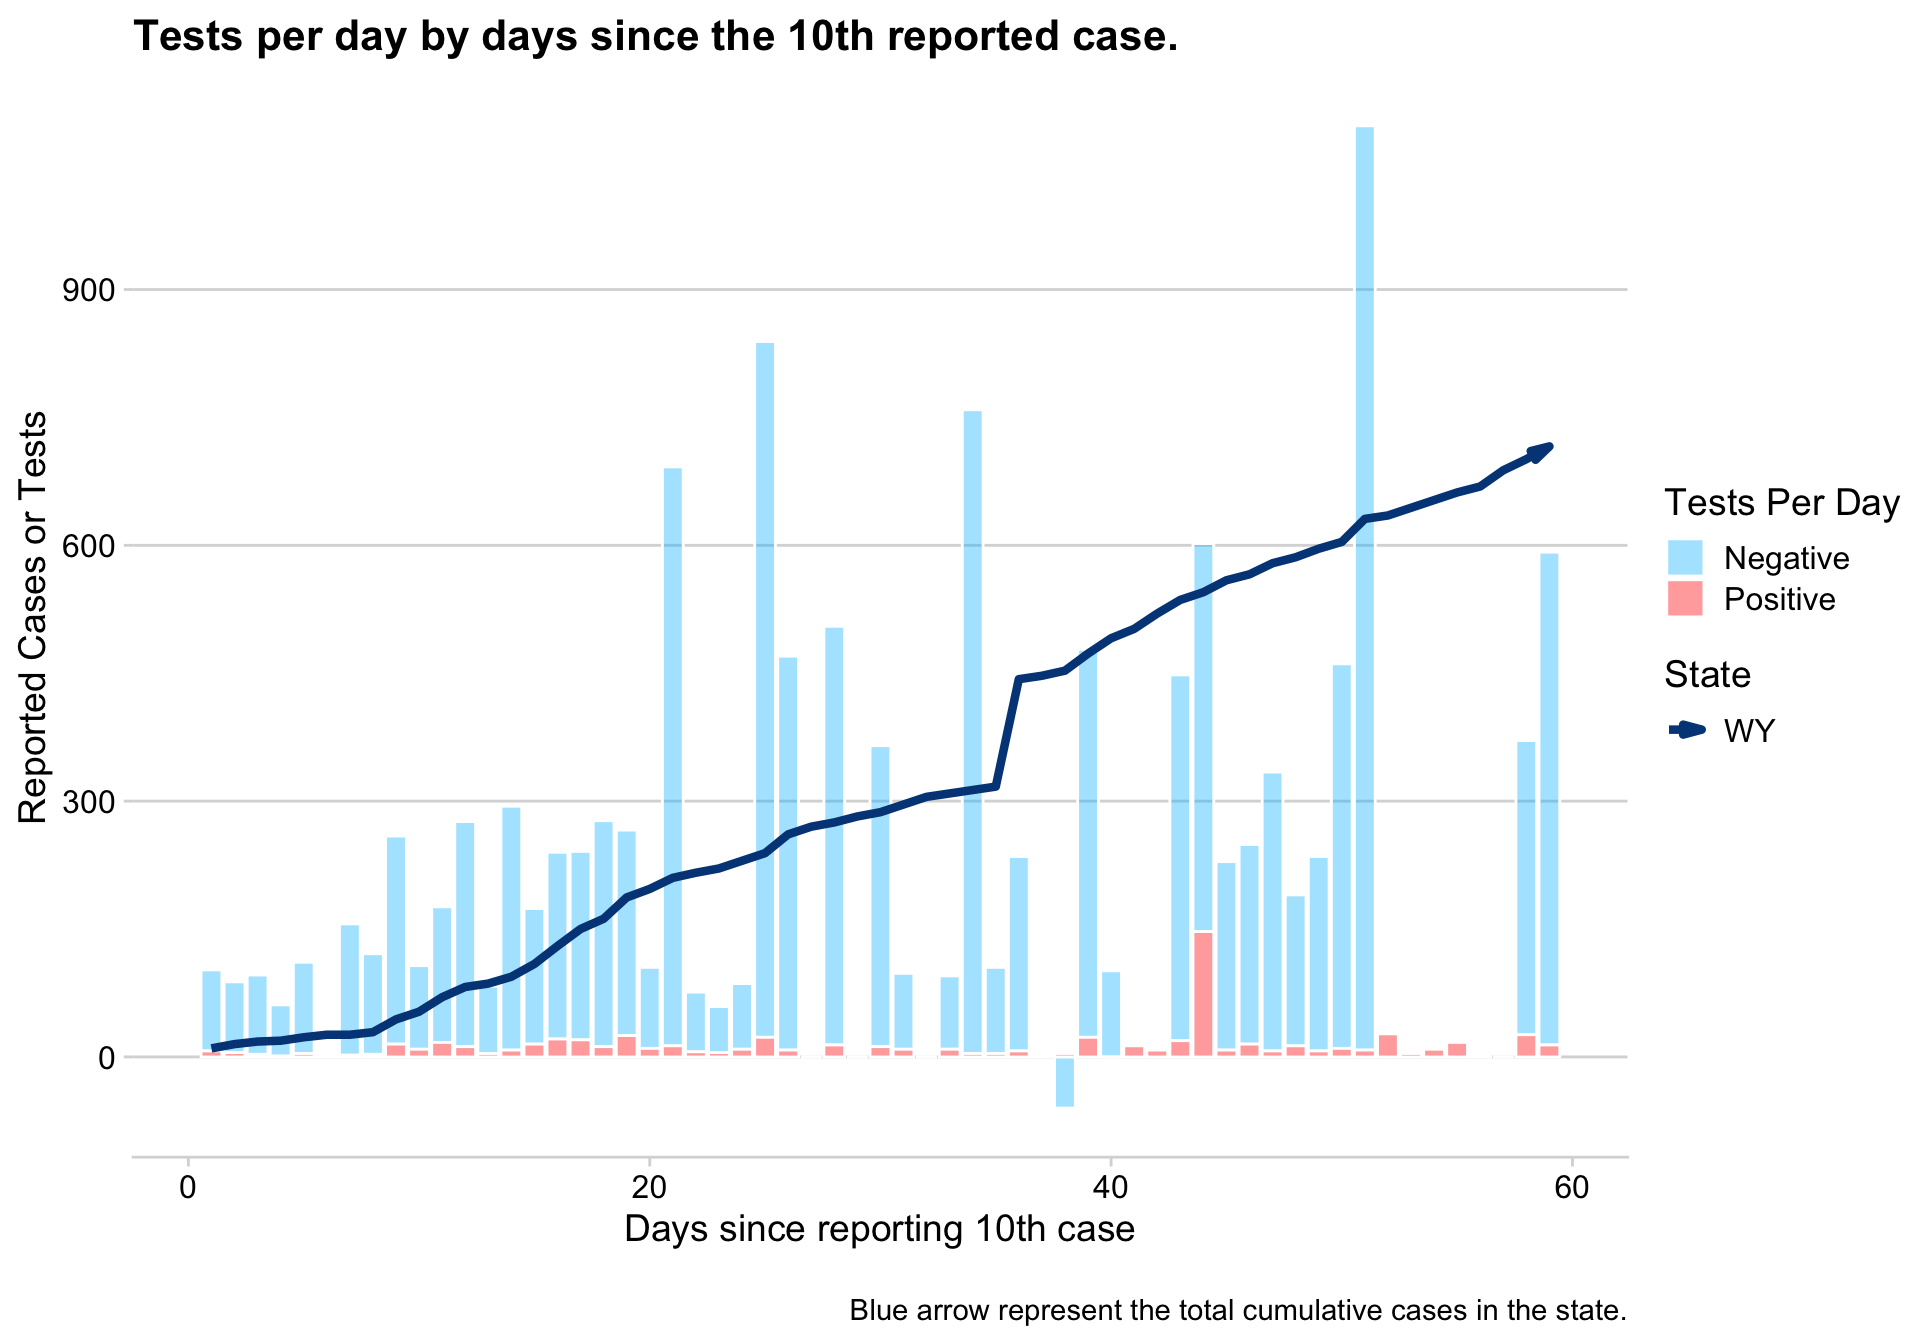 Tests per day by days since the 10th reported case.
Reported Cases or Tests
900
600
300
0
0 20 40 60
Days since reporting 10th case
Tests Per Day
Negative
Positive
State
WY
Blue arrow represent the total cumulative cases in the state.